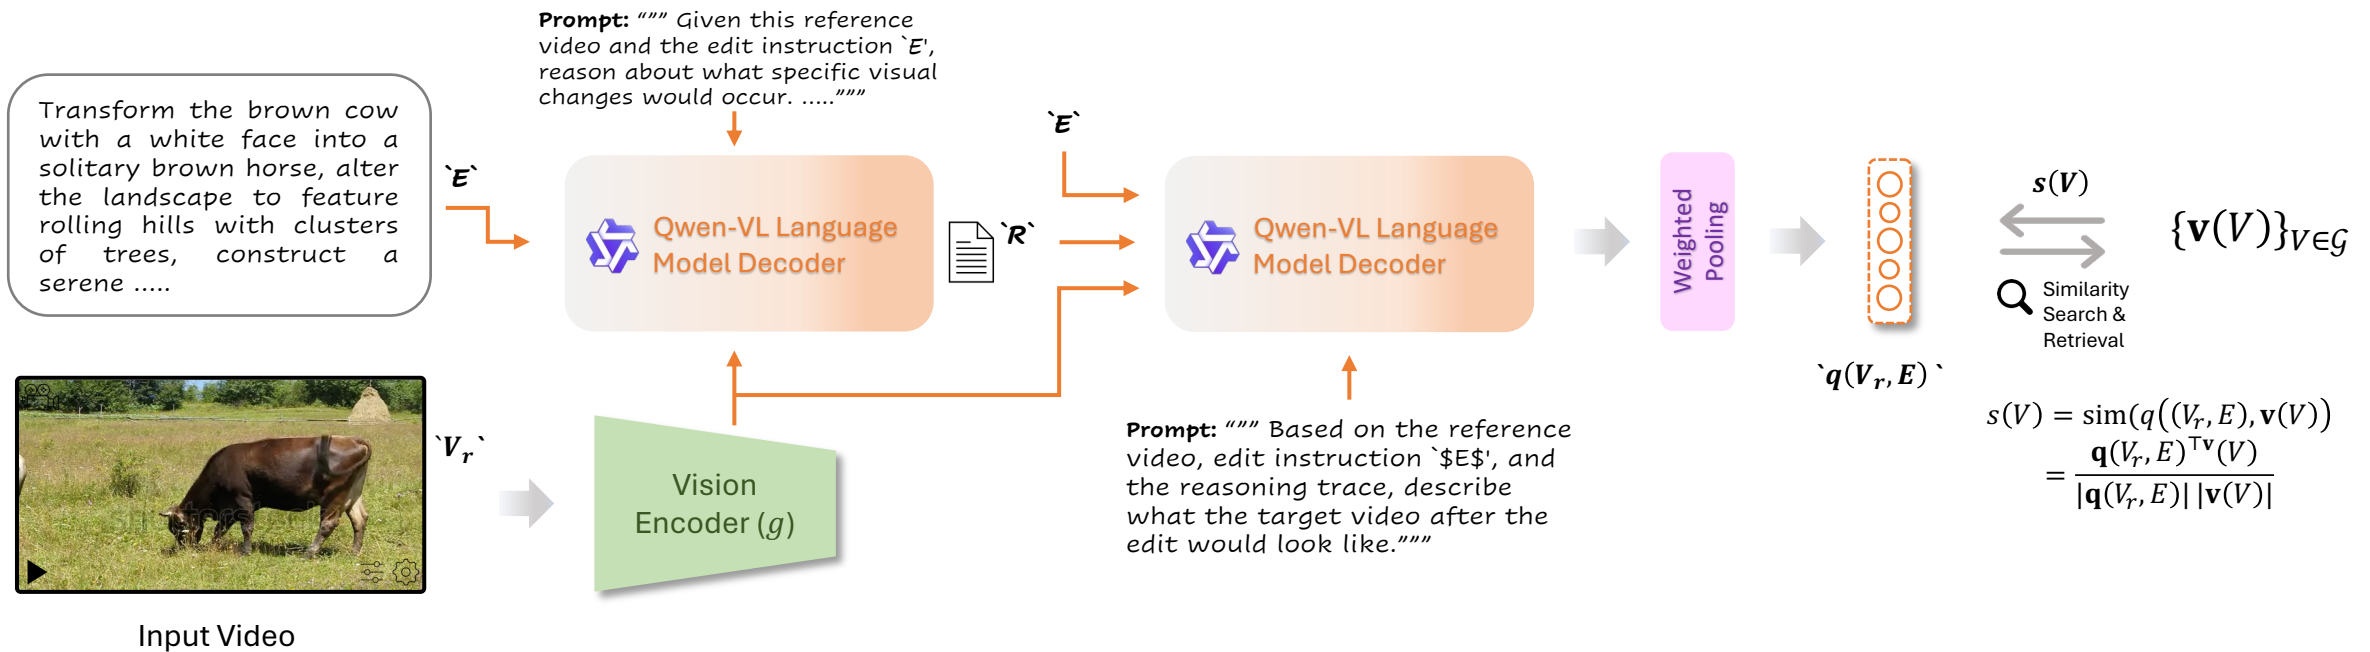 Prompt: “”” Given this reference
video and the edit instruction `E',
reason about what specific visual
changes would occur. .....”””
Transform the brown cow
with a white face into a
solitary brown horse, alter
the landscape to feature
rolling hills with clusters
of trees, construct a
serene .....
`E`
Qwen-VL Language
Model Decoder
`R`
`E`
Qwen-VL Language
Model Decoder
Weighted
Pooling
`q(Vr, E) `
s(V)
{v(V)}V∈G
Similarity
Search &
Retrieval
s(V) = sim(q((Vr, E), v(V))
= q(Vr, E)⊤v(V)
|q(Vr, E)| |v(V)|
`Vr`
Vision
Encoder (g)
Prompt: “”” Based on the reference
video, edit instruction `$E$', and
the reasoning trace, describe
what the target video after the
edit would look like.”””
Input Video